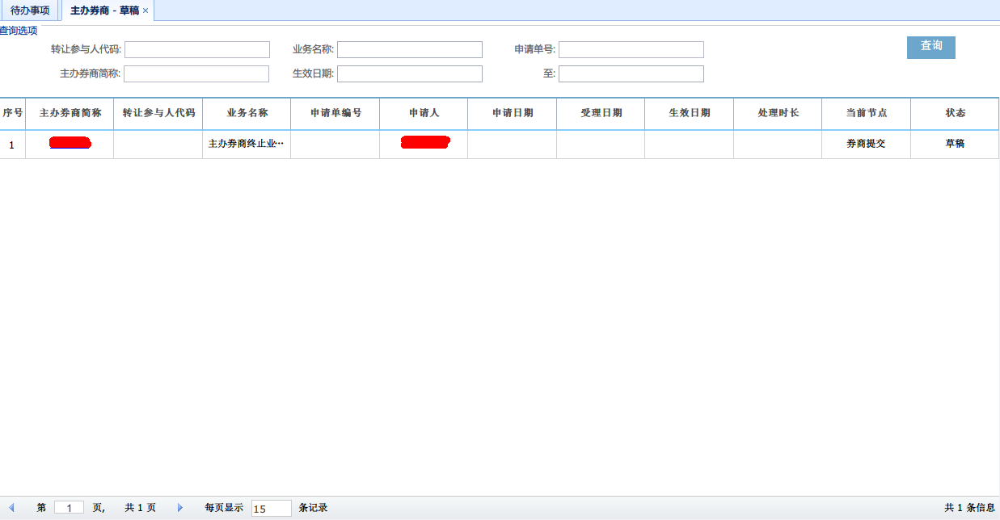 待办事项 主办券商 - 草稿 ×
查询选项
转让参与人代码: 业务名称: 申请单号: 查询
主办券商简称: 生效日期: 至:
序号 主办券商简称 转让参与人代码 业务名称 申请单编号 申请人 申请日期 受理日期 生效日期 处理时长 当前节点 状态
1 主办券商终止业··· 券商提交 草稿
第 1 页, 共 1 页 每页显示 15 条记录 共 1 条信息